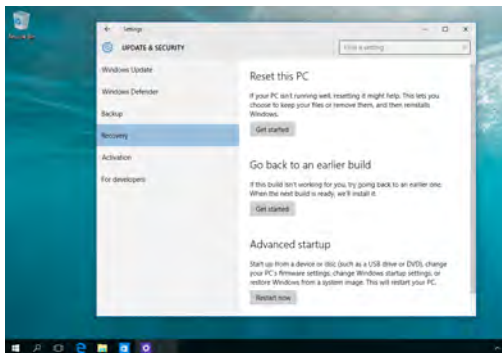 Settings
UPDATE & SECURITY
Find a setting
Windows Update
Windows Defender
Backup
Recovery
Activation
For developers
Reset this PC
If your PC isn't running well, resetting it might help. This lets you
choose to keep your files or remove them, and then reinstalls
Windows.
Get started
Go back to an earlier build
If this build isn't working for you, try going back to an earlier one.
When the next build is ready, we'll install it.
Get started
Advanced startup
Start up from a device or disc (such as a USB drive or DVD), change
your PC's firmware settings, change Windows startup settings, or
restore Windows from a system image. This will restart your PC.
Restart now